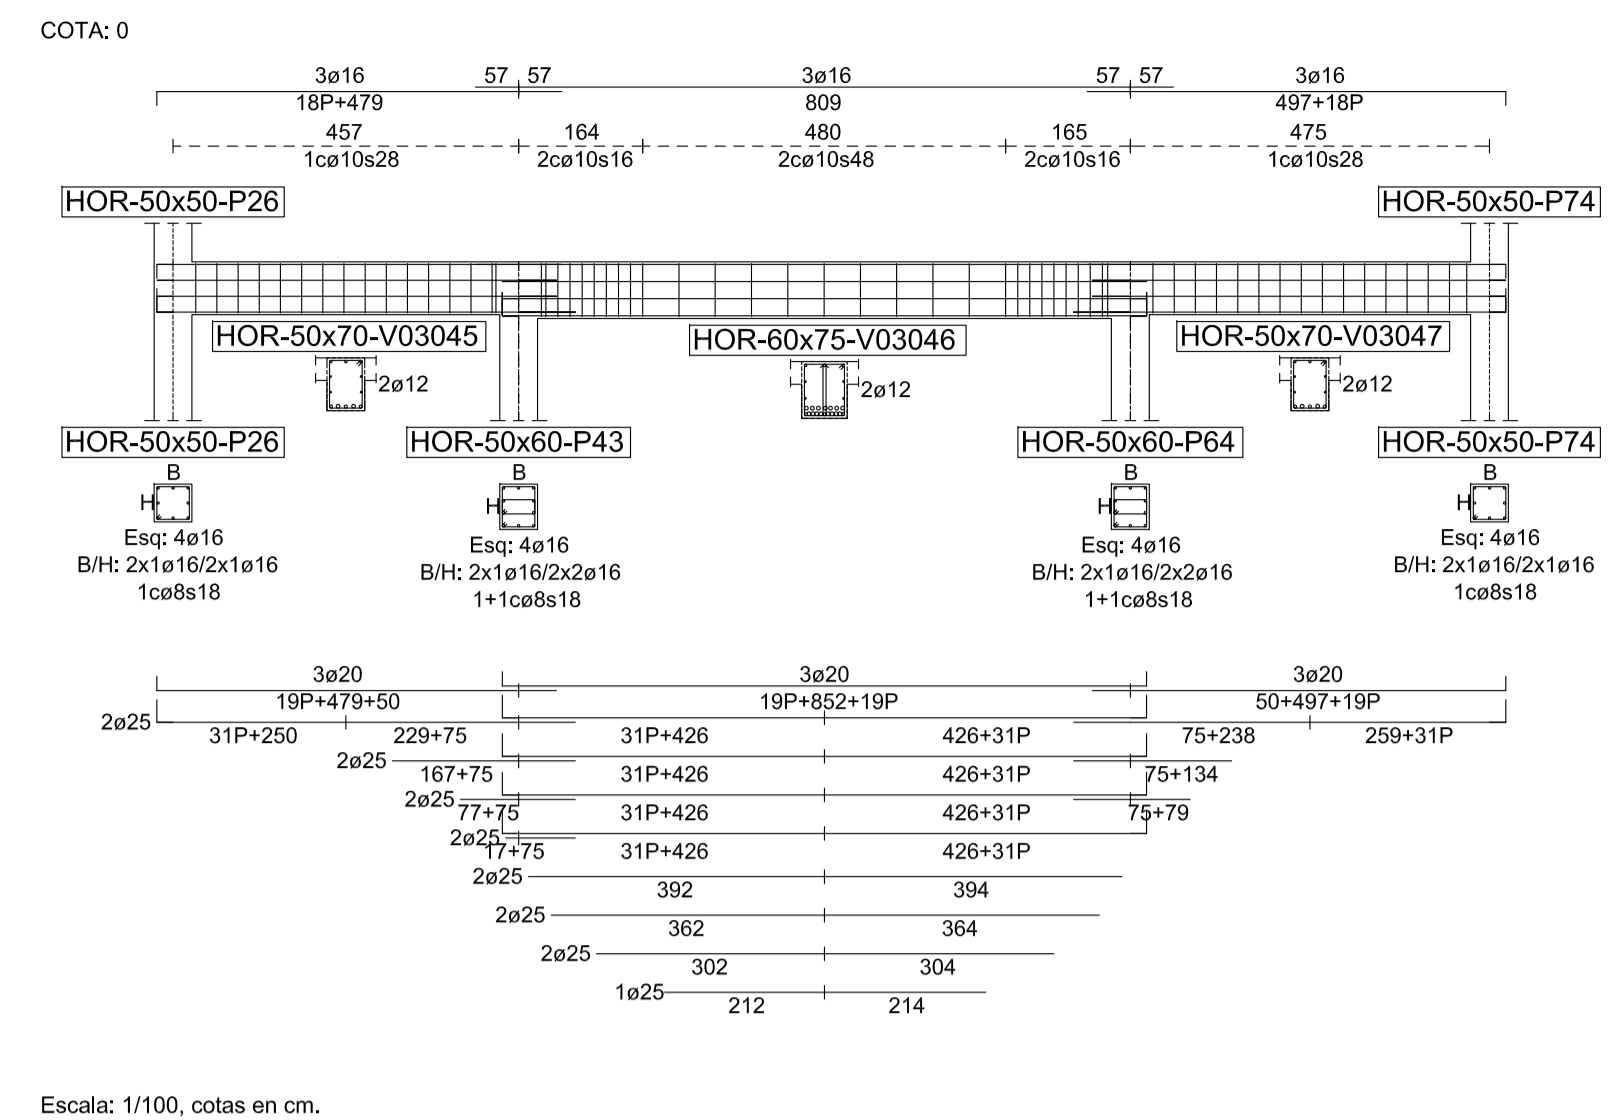 COTA: 0
3ø16 57 57 3ø16 57 57 3ø16
18P+479 809 497+18P
457 164 480 165 475
1cø10s28 2cø10s16 2cø10s48 2cø10s16 1cø10s28
HOR-50x50-P26 HOR-50x50-P74
HOR-50x70-V03045 HOR-60x75-V03046 HOR-50x70-V03047
2ø12 2ø12 2ø12
HOR-50x50-P26 HOR-50x60-P43 HOR-50x60-P64 HOR-50x50-P74
B B B B
H H H H
Esq: 4ø16 Esq: 4ø16 Esq: 4ø16 Esq: 4ø16
B/H: 2x1ø16/2x1ø16 B/H: 2x1ø16/2x2ø16 B/H: 2x1ø16/2x2ø16 B/H: 2x1ø16/2x1ø16
1cø8s18 1+1cø8s18 1+1cø8s18 1cø8s18
3ø20 3ø20 3ø20
19P+479+50 19P+852+19P 50+497+19P
2ø25
31P+250 229+75 31P+426 426+31P 75+238 259+31P
2ø25
167+75 31P+426 426+31P 75+134
2ø25
77+75 31P+426 426+31P 75+79
2ø25
17+75 31P+426 426+31P
2ø25
392 394
2ø25
362 364
2ø25
302 304
1ø25
212 214
Escala: 1/100, cotas en cm.